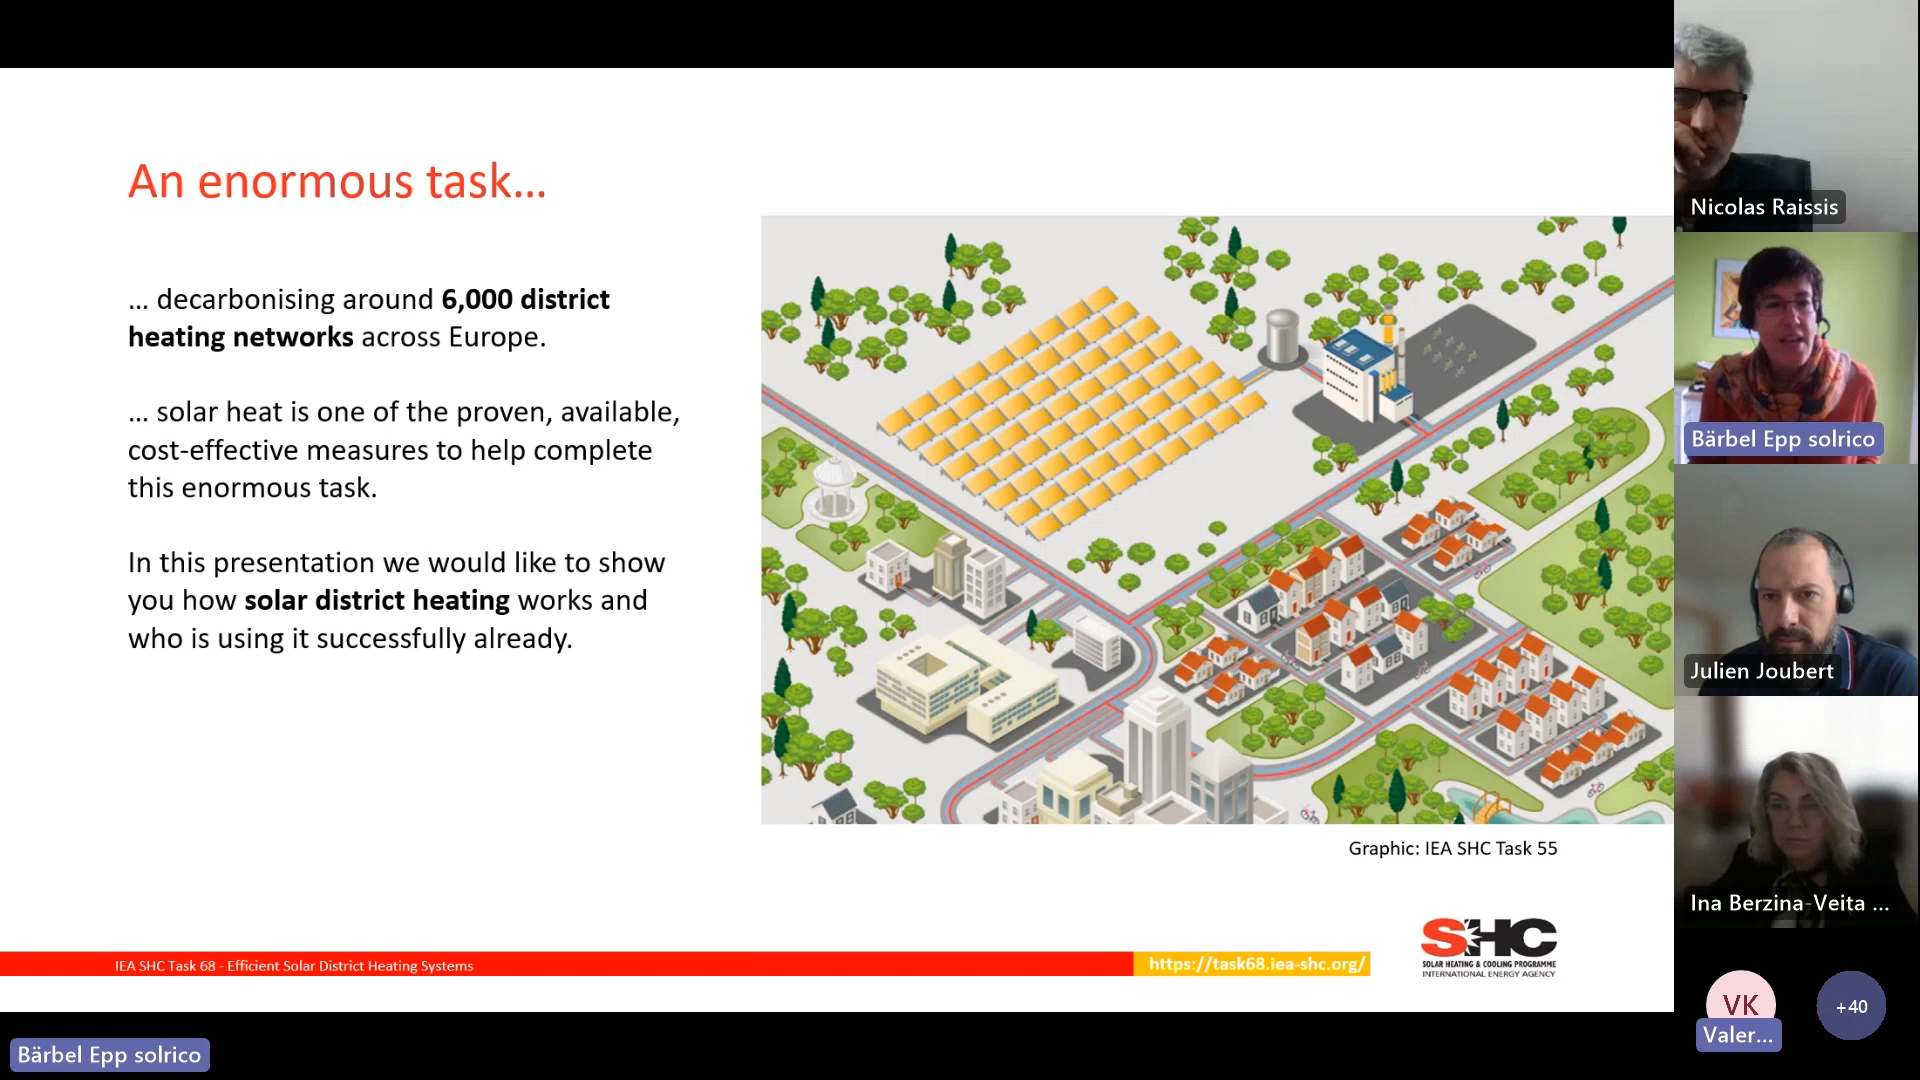 An enormous task...
... decarbonising around 6,000 district
heating networks across Europe.
... solar heat is one of the proven, available,
cost-effective measures to help complete
this enormous task.
In this presentation we would like to show
you how solar district heating works and
who is using it successfully already.
Graphic: IEA SHC Task 55
IEA SHC Task 68 - Efficient Solar District Heating Systems
https://task68.iea-shc.org/
SHC
SOLAR HEATING & COOLING PROGRAMME
INTERNATIONAL ENERGY AGENCY
Bärbel Epp solrico
Nicolas Raissis
Bärbel Epp solrico
Julien Joubert
Ina Berzina-Veita ...
VK
Valer...
+40